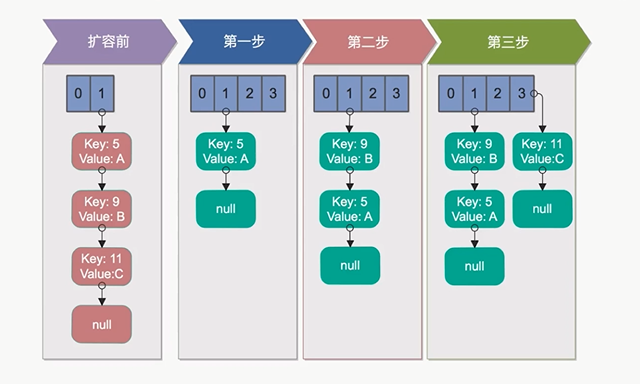 扩容前
第一步
第二步
第三步
0 1
0 1 2 3
0 1 2 3
0 1 2 3
Key: 5
Value: A
Key: 9
Value: B
Key: 11
Value:C
null
Key: 5
Value: A
null
Key: 9
Value: B
Key: 5
Value: A
null
Key: 9
Value: B
Key: 5
Value: A
null
Key: 11
Value:C
null